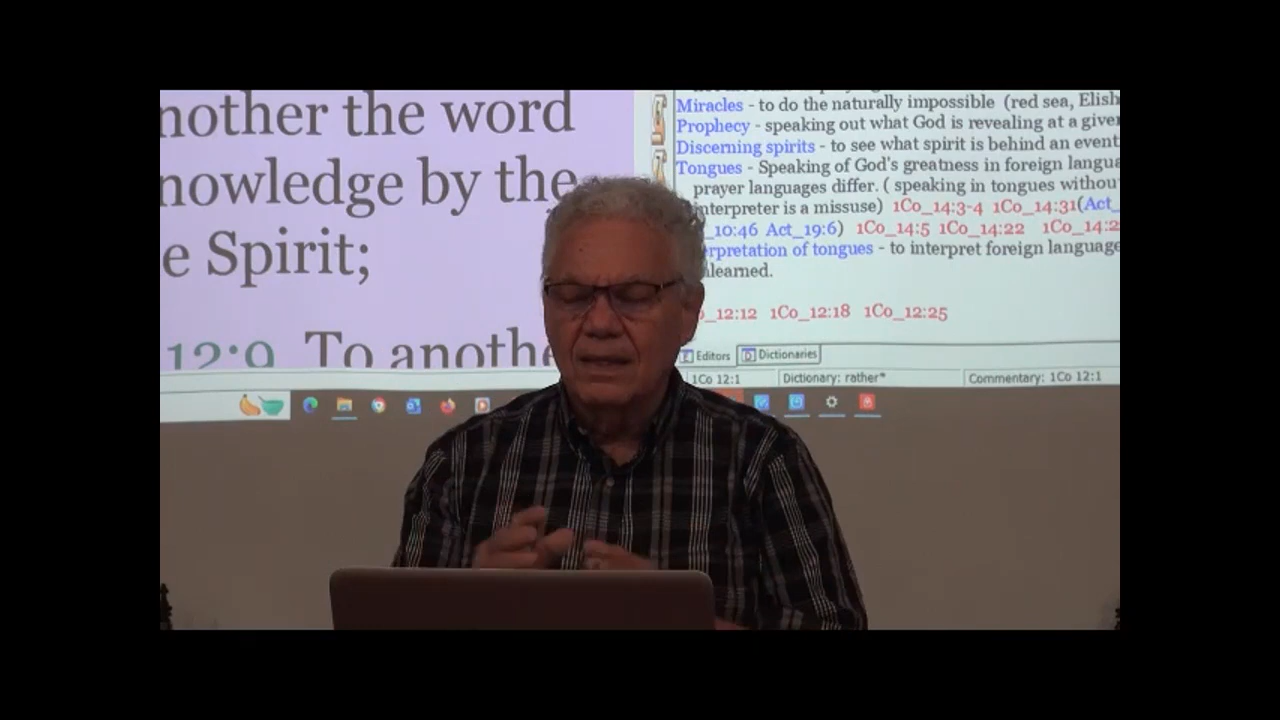 nother the word
nowledge by the
e Spirit;
12:9 To anothe
Miracles - to do the naturally impossible (red sea, Elish
Prophecy - speaking out what God is revealing at a give
Discerning spirits - to see what spirit is behind an event
Tongues - Speaking of God's greatness in foreign langua
prayer languages differ. ( speaking in tongues withou
interpreter is a missuse) 1Co_14:3-4 1Co_14:31(Act_
_10:46 Act_19:6) 1Co_14:5 1Co_14:22 1Co_14:2
rpretation of tongues - to interpret foreign language
learned.
o_12:12 1Co_12:18 1Co_12:25
Editors Dictionaries
1Co 12:1 Dictionary: rather* Commentary: 1Co 12:1